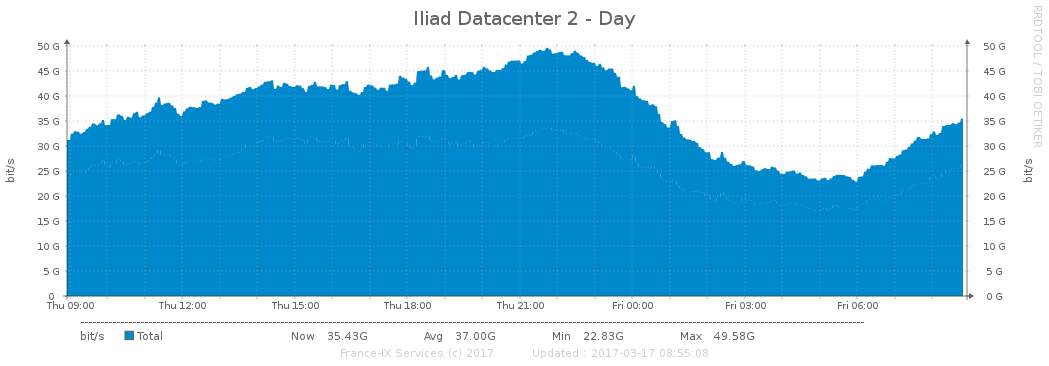 Iliad Datacenter 2 - Day
RRDTOOL / TOBI OETIKER
bit/s
50 G
45 G
40 G
35 G
30 G
25 G
20 G
15 G
10 G
5 G
0
50 G
45 G
40 G
35 G
30 G
25 G
20 G
15 G
10 G
5 G
0 G
bit/s
Thu 09:00 Thu 12:00 Thu 15:00 Thu 18:00 Thu 21:00 Fri 00:00 Fri 03:00 Fri 06:00
bit/s Total Now 35.43G Avg 37.00G Min 22.83G Max 49.58G
France-IX Services (c) 2017 Updated : 2017-03-17 08:55:08